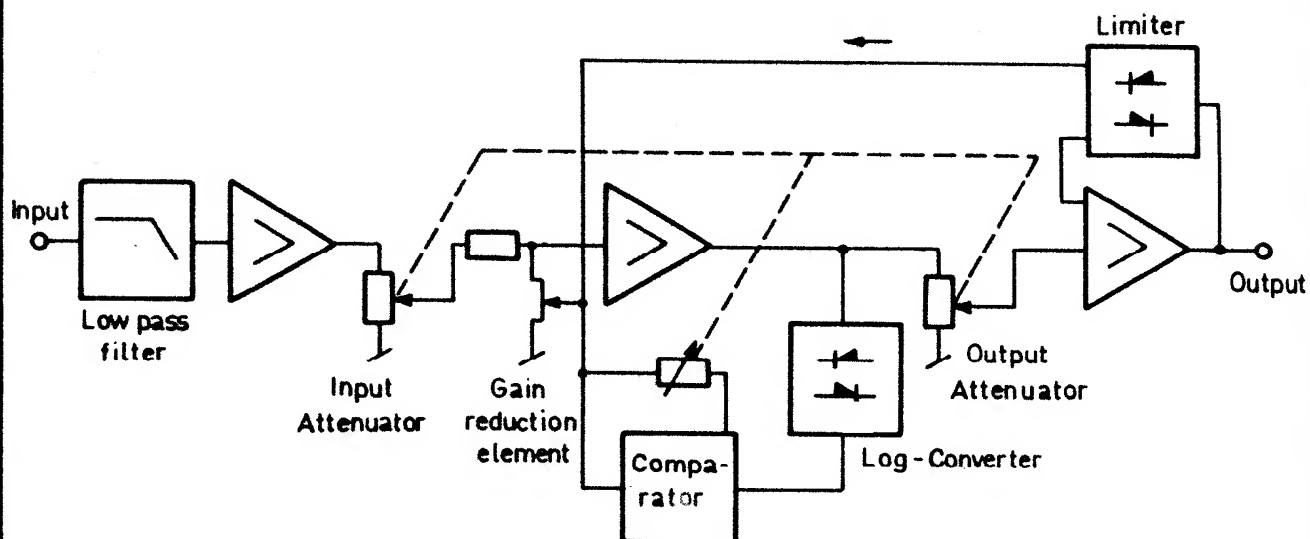 Limiter
Input
Output
Low pass
filter
Input
Attenuator
Gain
reduction
element
Output
Attenuator
Log-Converter
Compa-
rator